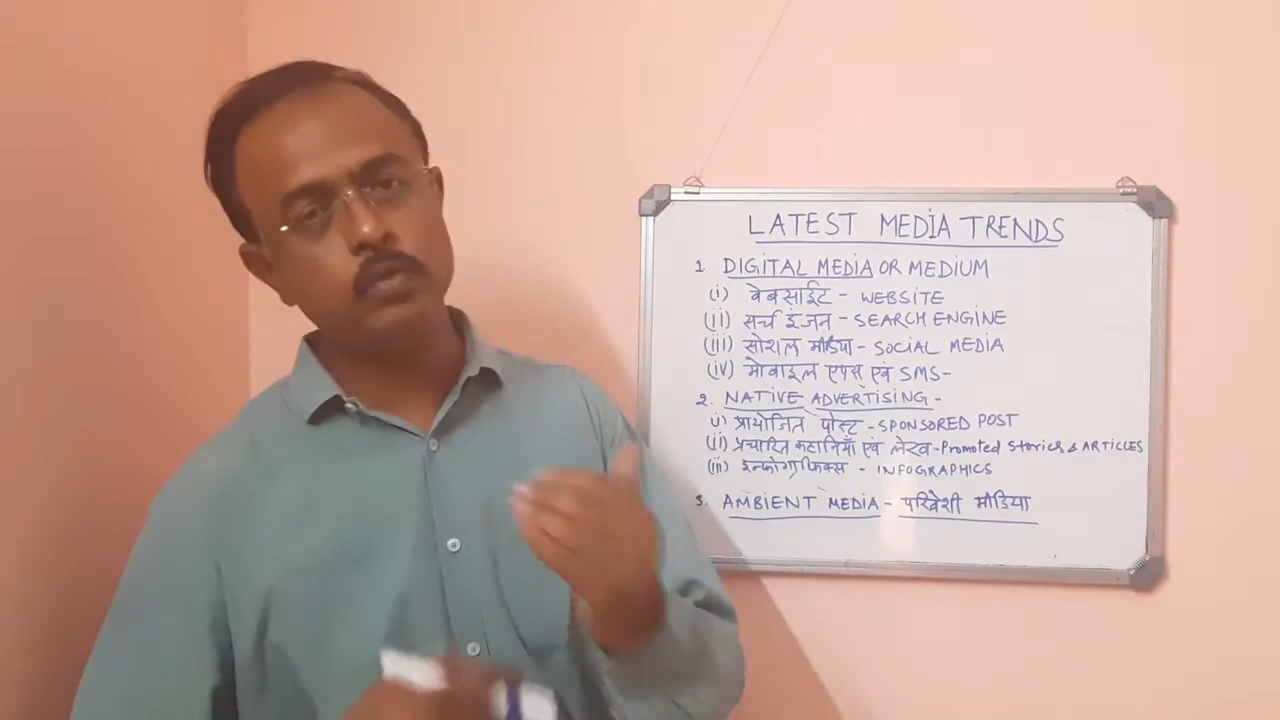 LATEST MEDIA TRENDS
1. DIGITAL MEDIA OR MEDIUM
(i) वेबसाईट - WEBSITE
(ii) सर्च इंजन - SEARCH ENGINE
(iii) सोशल मीडिया - SOCIAL MEDIA
(iv) मोबाइल एप्स एवं SMS-
2. NATIVE ADVERTISING -
i) प्रायोजित पोस्ट - SPONSORED POST
(ii) प्रचारित कहानियाँ एवं लेख - Promoted Stories & ARTICLES
(iii) इन्फोग्राफिक्स - INFOGRAPHICS
3. AMBIENT MEDIA - परिवेशी मीडिया